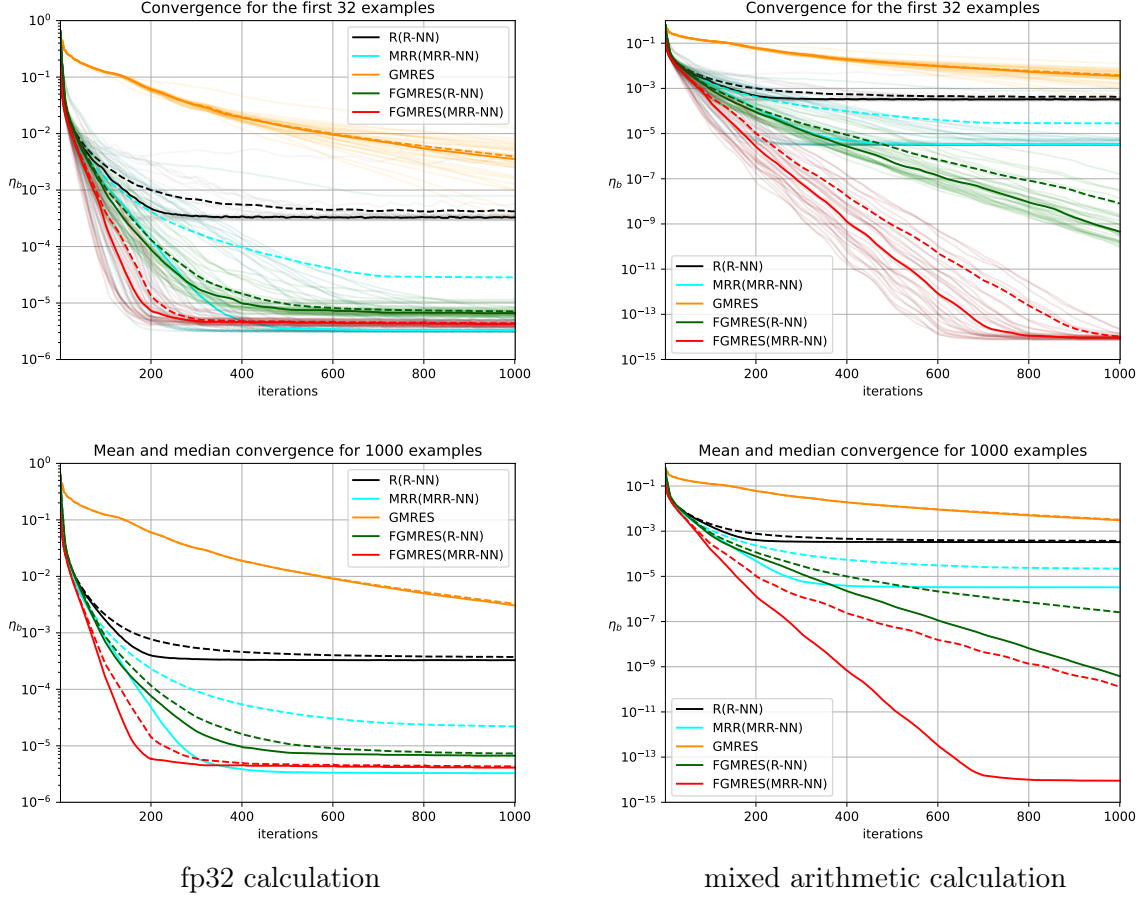 Convergence for the first 32 examples
10⁰
10⁻¹
10⁻²
10⁻³
10⁻⁴
10⁻⁵
10⁻⁶
η_b
R(R-NN)
MRR(MRR-NN)
GMRES
FGMRES(R-NN)
FGMRES(MRR-NN)
200 400 600 800 1000
iterations
Convergence for the first 32 examples
10⁻¹
10⁻³
10⁻⁵
10⁻⁷
10⁻⁹
10⁻¹¹
10⁻¹³
10⁻¹⁵
η_b
R(R-NN)
MRR(MRR-NN)
GMRES
FGMRES(R-NN)
FGMRES(MRR-NN)
200 400 600 800 1000
iterations
Mean and median convergence for 1000 examples
10⁰
10⁻¹
10⁻²
10⁻³
10⁻⁴
10⁻⁵
10⁻⁶
η_b
R(R-NN)
MRR(MRR-NN)
GMRES
FGMRES(R-NN)
FGMRES(MRR-NN)
200 400 600 800 1000
iterations
Mean and median convergence for 1000 examples
10⁻¹
10⁻³
10⁻⁵
10⁻⁷
10⁻⁹
10⁻¹¹
10⁻¹³
10⁻¹⁵
η_b
R(R-NN)
MRR(MRR-NN)
GMRES
FGMRES(R-NN)
FGMRES(MRR-NN)
200 400 600 800 1000
iterations
fp32 calculation
mixed arithmetic calculation